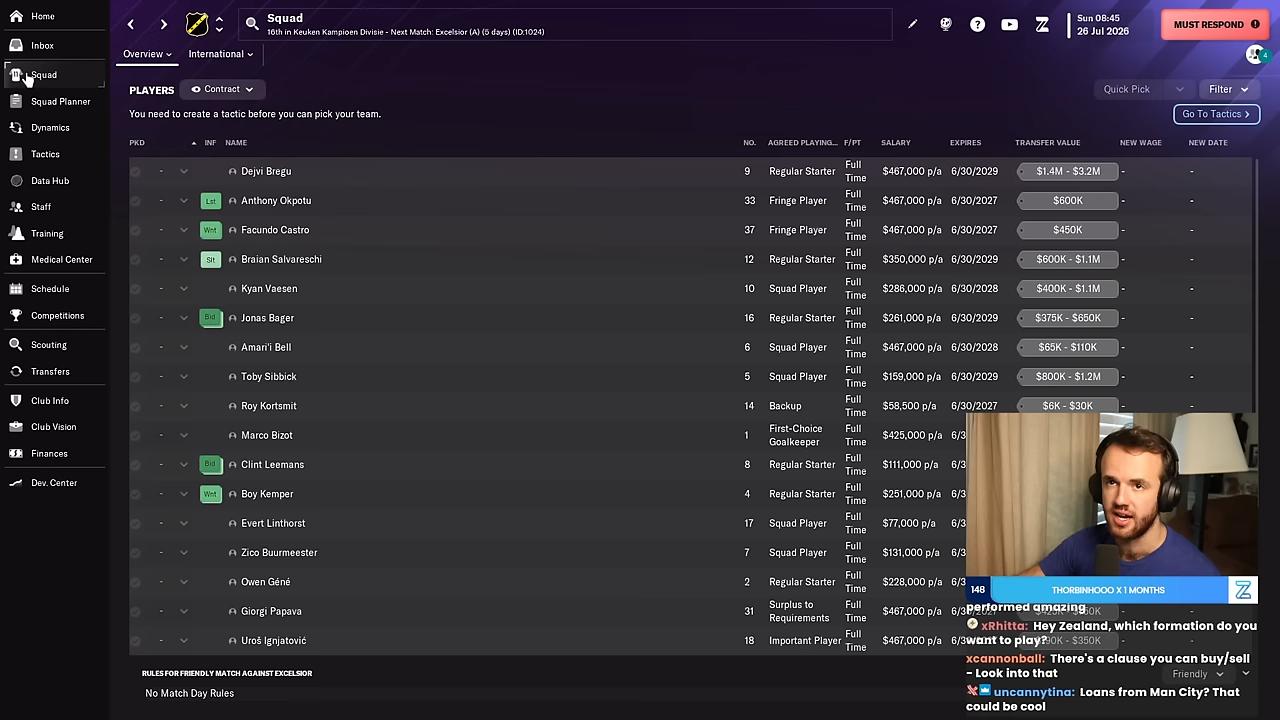 Home
Inbox
Squad
Squad Planner
Dynamics
Tactics
Data Hub
Staff
Training
Medical Center
Schedule
Competitions
Scouting
Transfers
Club Info
Club Vision
Finances
Dev. Center
Squad
16th in Keuken Kampioen Divisie - Next Match: Excelsior (A) (5 days) (ID:1024)
Sun 08:45
26 Jul 2026
MUST RESPOND
4
Overview
International
PLAYERS
Contract
Quick Pick
Filter
You need to create a tactic before you can pick your team.
Go To Tactics
PKD INF NAME NO. AGREED PLAYING... F/PT SALARY EXPIRES TRANSFER VALUE NEW WAGE NEW DATE
- Dejvi Bregu 9 Regular Starter Full Time $467,000 p/a 6/30/2029 $1.4M - $3.2M - -
- Lst Anthony Okpotu 33 Fringe Player Full Time $467,000 p/a 6/30/2027 $600K - -
- Wnt Facundo Castro 37 Fringe Player Full Time $467,000 p/a 6/30/2027 $450K - -
- Slt Braian Salvareschi 12 Regular Starter Full Time $350,000 p/a 6/30/2029 $600K - $1.1M - -
- Kyan Vaesen 10 Squad Player Full Time $286,000 p/a 6/30/2028 $400K - $1.1M - -
- Bid Jonas Bager 16 Regular Starter Full Time $261,000 p/a 6/30/2029 $375K - $650K - -
- Amari'i Bell 6 Squad Player Full Time $467,000 p/a 6/30/2028 $65K - $110K - -
- Toby Sibbick 5 Squad Player Full Time $159,000 p/a 6/30/2029 $800K - $1.2M - -
- Roy Kortsmit 14 Backup Full Time $58,500 p/a 6/30/2027 $6K - $30K - -
- Marco Bizot 1 First-Choice Goalkeeper Full Time $425,000 p/a 6/3
- Bid Clint Leemans 8 Regular Starter Full Time $111,000 p/a 6/3
- Wnt Boy Kemper 4 Regular Starter Full Time $251,000 p/a 6/3
- Evert Linthorst 17 Squad Player Full Time $77,000 p/a 6/3
- Zico Buurmeester 7 Squad Player Full Time $131,000 p/a 6/3
- Owen Géné 2 Regular Starter Full Time $228,000 p/a 6/3
- Giorgi Papava 31 Surplus to Requirements Full Time $467,000 p/a
- Uroš Ignjatović 18 Important Player Full Time $467,000 p/a
RULES FOR FRIENDLY MATCH AGAINST EXCELSIOR
No Match Day Rules
Friendly
148 THORBINHOOO X 1 MONTHS
performed amazing
xRhitta: Hey Zealand, which formation do you
want to play?
xcannonball: There's a clause you can buy/sell
- Look into that
uncannytina: Loans from Man City? That
could be cool